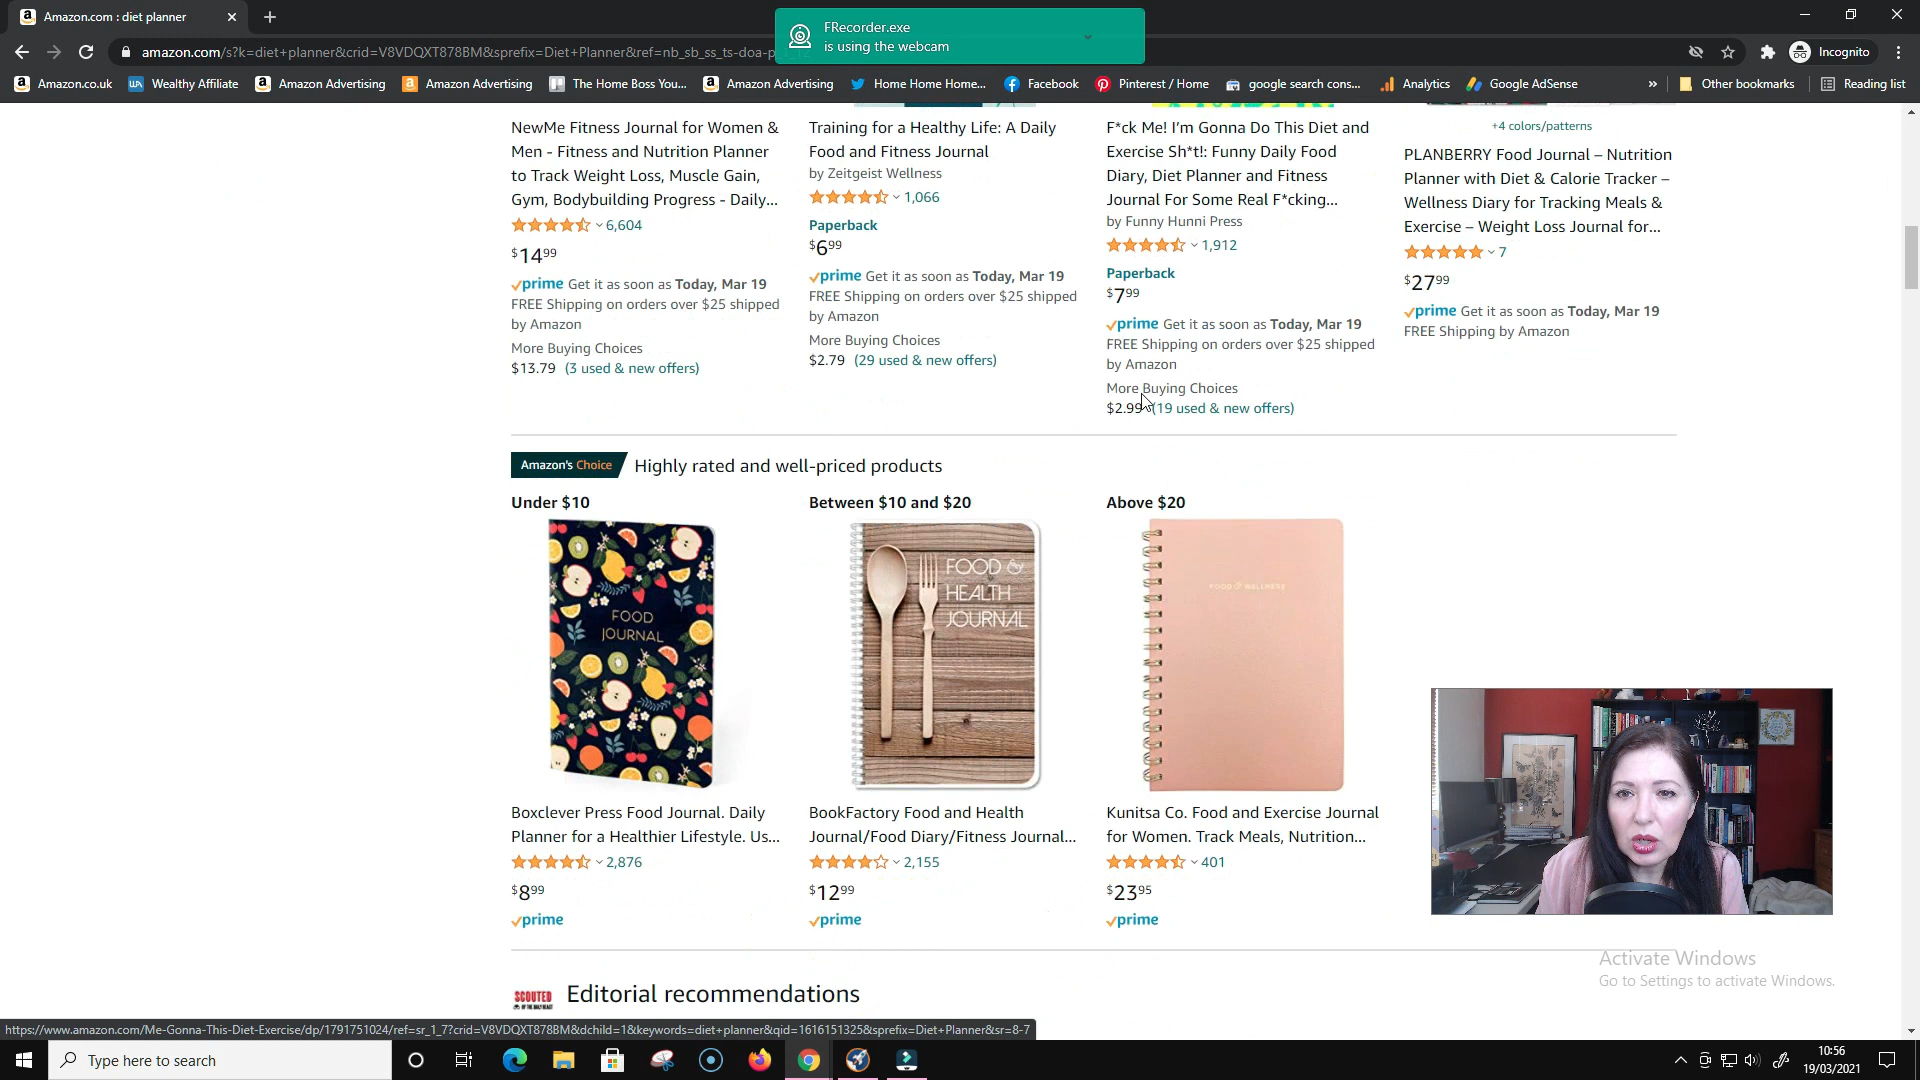 Amazon.com : diet planner
FRecorder.exe
is using the webcam
amazon.com/s?k=diet+planner&crid=V8VDQXT878BM&sprefix=Diet+Planner&ref=nb_sb_ss_ts-doa-p
Incognito
Amazon.co.uk
Wealthy Affiliate
Amazon Advertising
Amazon Advertising
The Home Boss You...
Amazon Advertising
Home Home Home...
Facebook
Pinterest / Home
google search cons...
Analytics
Google AdSense
»
Other bookmarks
Reading list
NewMe Fitness Journal for Women &
Men - Fitness and Nutrition Planner
to Track Weight Loss, Muscle Gain,
Gym, Bodybuilding Progress - Daily...
6,604
$14.99
prime Get it as soon as Today, Mar 19
FREE Shipping on orders over $25 shipped
by Amazon
More Buying Choices
$13.79 (3 used & new offers)
Training for a Healthy Life: A Daily
Food and Fitness Journal
by Zeitgeist Wellness
1,066
Paperback
$6.99
prime Get it as soon as Today, Mar 19
FREE Shipping on orders over $25 shipped
by Amazon
More Buying Choices
$2.79 (29 used & new offers)
F*ck Me! I'm Gonna Do This Diet and
Exercise Sh*t!: Funny Daily Food
Diary, Diet Planner and Fitness
Journal For Some Real F*cking...
by Funny Hunni Press
1,912
Paperback
$7.99
prime Get it as soon as Today, Mar 19
FREE Shipping on orders over $25 shipped
by Amazon
More Buying Choices
$2.99 (19 used & new offers)
+4 colors/patterns
PLANBERRY Food Journal – Nutrition
Planner with Diet & Calorie Tracker –
Wellness Diary for Tracking Meals &
Exercise – Weight Loss Journal for...
7
$27.99
prime Get it as soon as Today, Mar 19
FREE Shipping by Amazon
Amazon's Choice Highly rated and well-priced products
Under $10
FOOD
JOURNAL
Boxclever Press Food Journal. Daily
Planner for a Healthier Lifestyle. Us...
2,876
$8.99
prime
Between $10 and $20
FOOD &
HEALTH
JOURNAL
BookFactory Food and Health
Journal/Food Diary/Fitness Journal...
2,155
$12.99
prime
Above $20
FOOD & WELLNESS
Kunitsa Co. Food and Exercise Journal
for Women. Track Meals, Nutrition...
401
$23.95
prime
Activate Windows
Go to Settings to activate Windows.
SCOUTED
Editorial recommendations
https://www.amazon.com/Me-Gonna-This-Diet-Exercise/dp/1791751024/ref=sr_1_7?crid=V8VDQXT878BM&dchild=1&keywords=diet+planner&qid=1616151325&sprefix=Diet+Planner&sr=8-7
Type here to search
10:56
19/03/2021